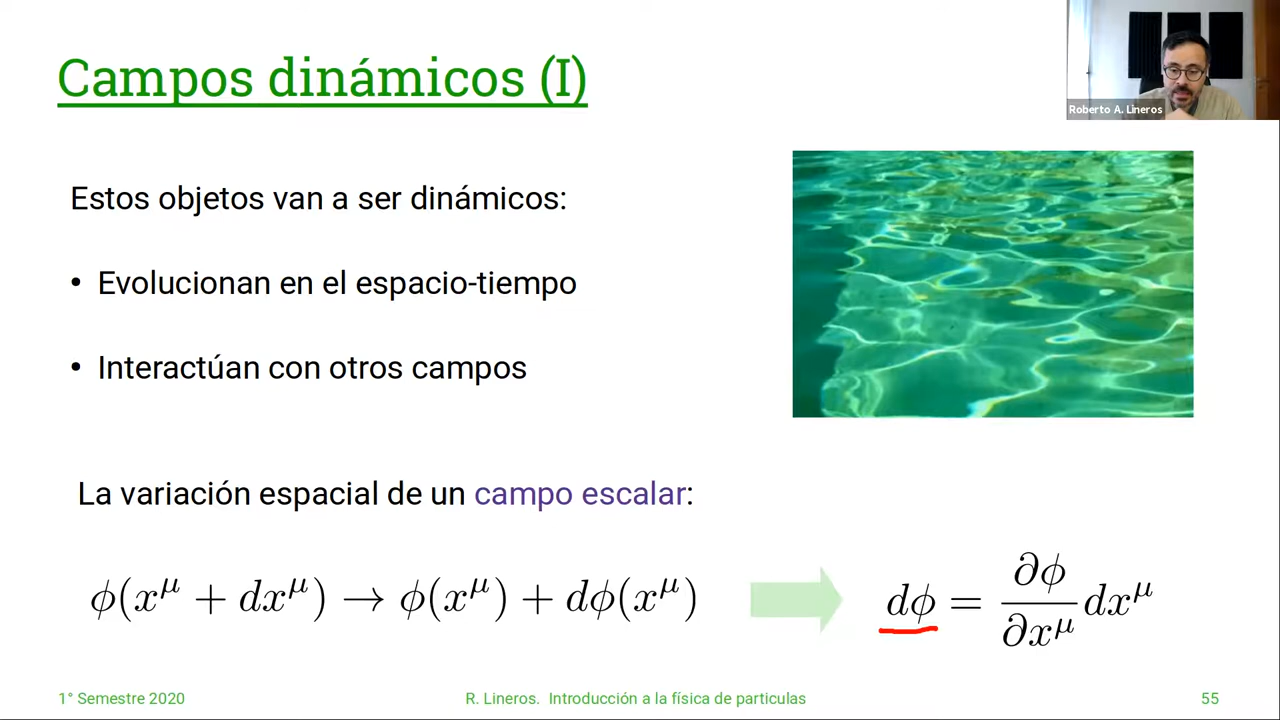 Campos dinámicos (I)
Roberto A. Lineros
Estos objetos van a ser dinámicos:
• Evolucionan en el espacio-tiempo
• Interactúan con otros campos
La variación espacial de un campo escalar:
ϕ(x^μ + dx^μ) → ϕ(x^μ) + dϕ(x^μ)
dϕ = ∂ϕ/∂x^μ dx^μ
1° Semestre 2020
R. Lineros. Introducción a la física de particulas
55